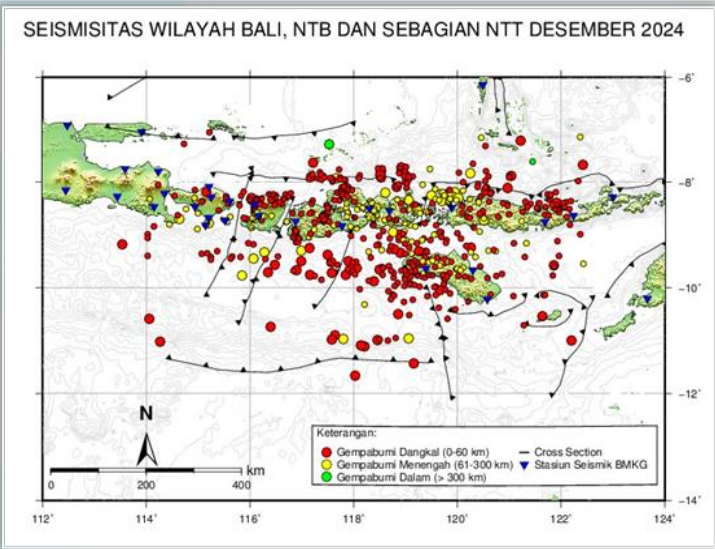 SEISMISITAS WILAYAH BALI, NTB DAN SEBAGIAN NTT DESEMBER 2024
−6˚
−8˚
−10˚
−12˚
−14˚
N
km
0 200 400
Keterangan:
Gempabumi Dangkal (0-60 km)
Gempabumi Menengah (61-300 km)
Gempabumi Dalam (> 300 km)
Cross Section
Stasiun Seismik BMKG
112˚ 114˚ 116˚ 118˚ 120˚ 122˚ 124˚